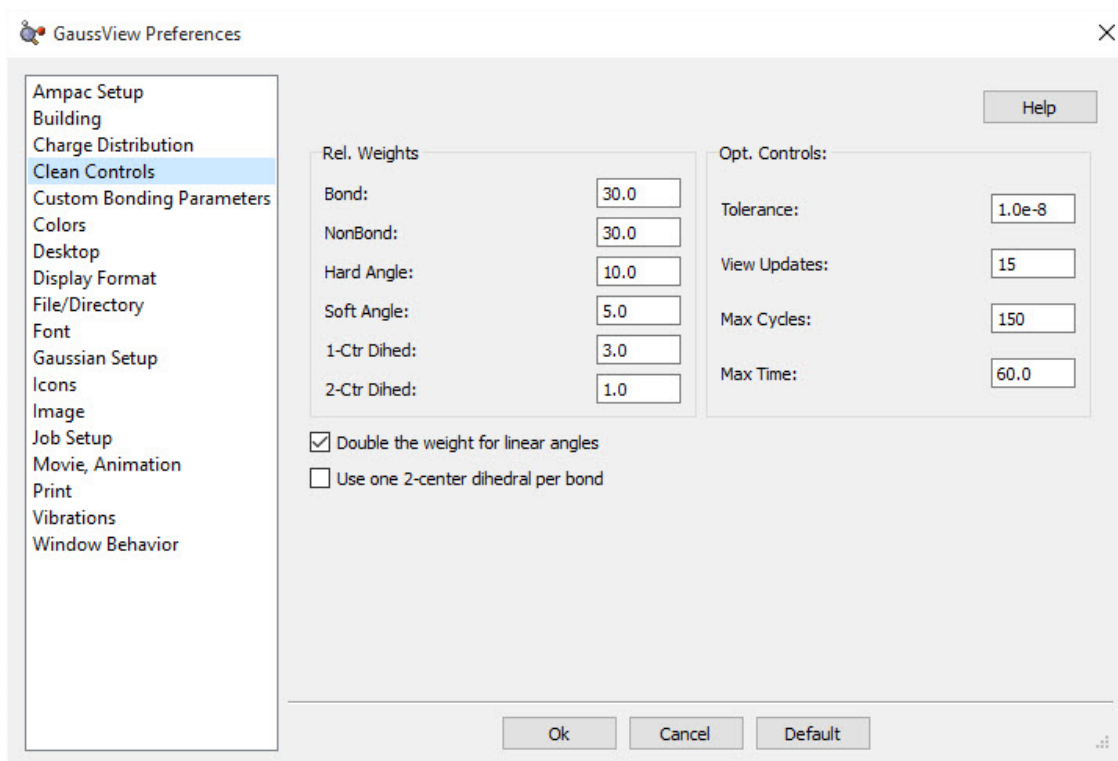 GaussView Preferences
Ampac Setup
Building
Charge Distribution
Clean Controls
Custom Bonding Parameters
Colors
Desktop
Display Format
File/Directory
Font
Gaussian Setup
Icons
Image
Job Setup
Movie, Animation
Print
Vibrations
Window Behavior
Help
Rel. Weights
Bond: 30.0
NonBond: 30.0
Hard Angle: 10.0
Soft Angle: 5.0
1-Ctr Dihed: 3.0
2-Ctr Dihed: 1.0
Opt. Controls:
Tolerance: 1.0e-8
View Updates: 15
Max Cycles: 150
Max Time: 60.0
Double the weight for linear angles
Use one 2-center dihedral per bond
Ok Cancel Default